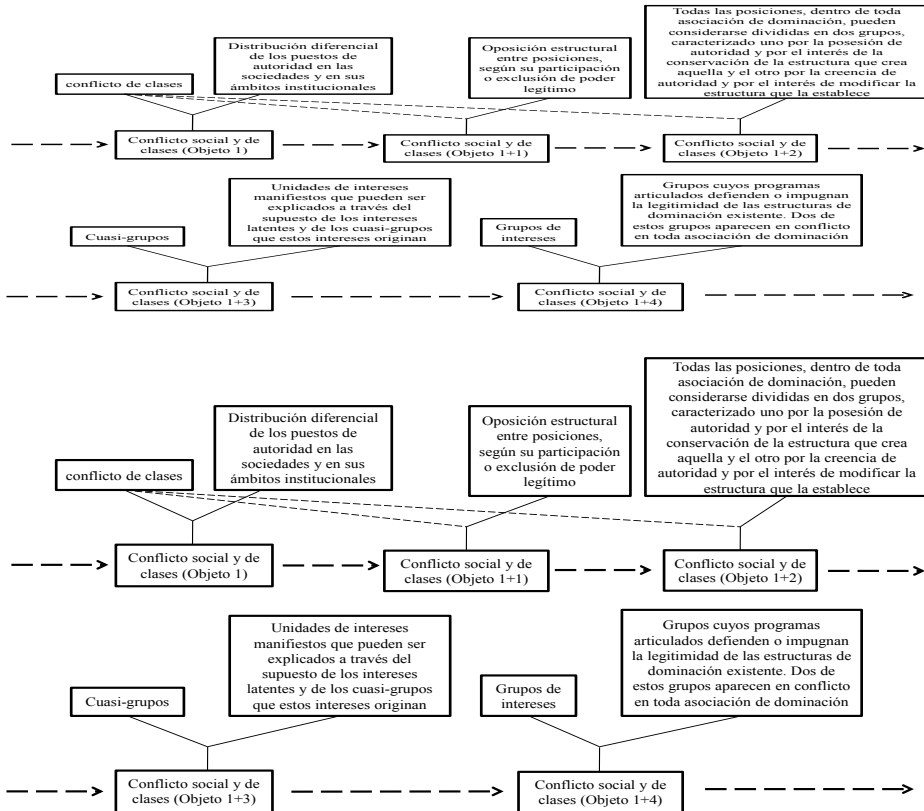 Distribución diferencial
de los puestos de
autoridad en las
sociedades y en sus
ámbitos institucionales
Oposición estructural
entre posiciones,
según su participación
o exclusión de poder
legítimo
Todas las posiciones, dentro de toda
asociación de dominación, pueden
considerarse divididas en dos grupos,
caracterizado uno por la posesión de
autoridad y por el interés de la
conservación de la estructura que crea
aquella y el otro por la creencia de
autoridad y por el interés de modificar la
estructura que la establece
conflicto de clases
Conflicto social y de
clases (Objeto 1)
Conflicto social y de
clases (Objeto 1+1)
Conflicto social y de
clases (Objeto 1+2)
Unidades de intereses
manifiestos que pueden ser
explicados a través del
supuesto de los intereses
latentes y de los cuasi-grupos
que estos intereses originan
Grupos cuyos programas
articulados defienden o impugnan
la legitimidad de las estructuras de
dominación existente. Dos de
estos grupos aparecen en conflicto
en toda asociación de dominación
Cuasi-grupos
Grupos de
intereses
Conflicto social y de
clases (Objeto 1+3)
Conflicto social y de
clases (Objeto 1+4)
Distribución diferencial
de los puestos de
autoridad en las
sociedades y en sus
ámbitos institucionales
Oposición estructural
entre posiciones,
según su participación
o exclusión de poder
legítimo
Todas las posiciones, dentro de toda
asociación de dominación, pueden
considerarse divididas en dos grupos,
caracterizado uno por la posesión de
autoridad y por el interés de la
conservación de la estructura que crea
aquella y el otro por la creencia de
autoridad y por el interés de modificar la
estructura que la establece
conflicto de clases
Conflicto social y de
clases (Objeto 1)
Conflicto social y de
clases (Objeto 1+1)
Conflicto social y de
clases (Objeto 1+2)
Unidades de intereses
manifiestos que pueden ser
explicados a través del
supuesto de los intereses
latentes y de los cuasi-grupos
que estos intereses originan
Grupos cuyos programas
articulados defienden o impugnan
la legitimidad de las estructuras de
dominación existente. Dos de
estos grupos aparecen en conflicto
en toda asociación de dominación
Cuasi-grupos
Grupos de
intereses
Conflicto social y de
clases (Objeto 1+3)
Conflicto social y de
clases (Objeto 1+4)